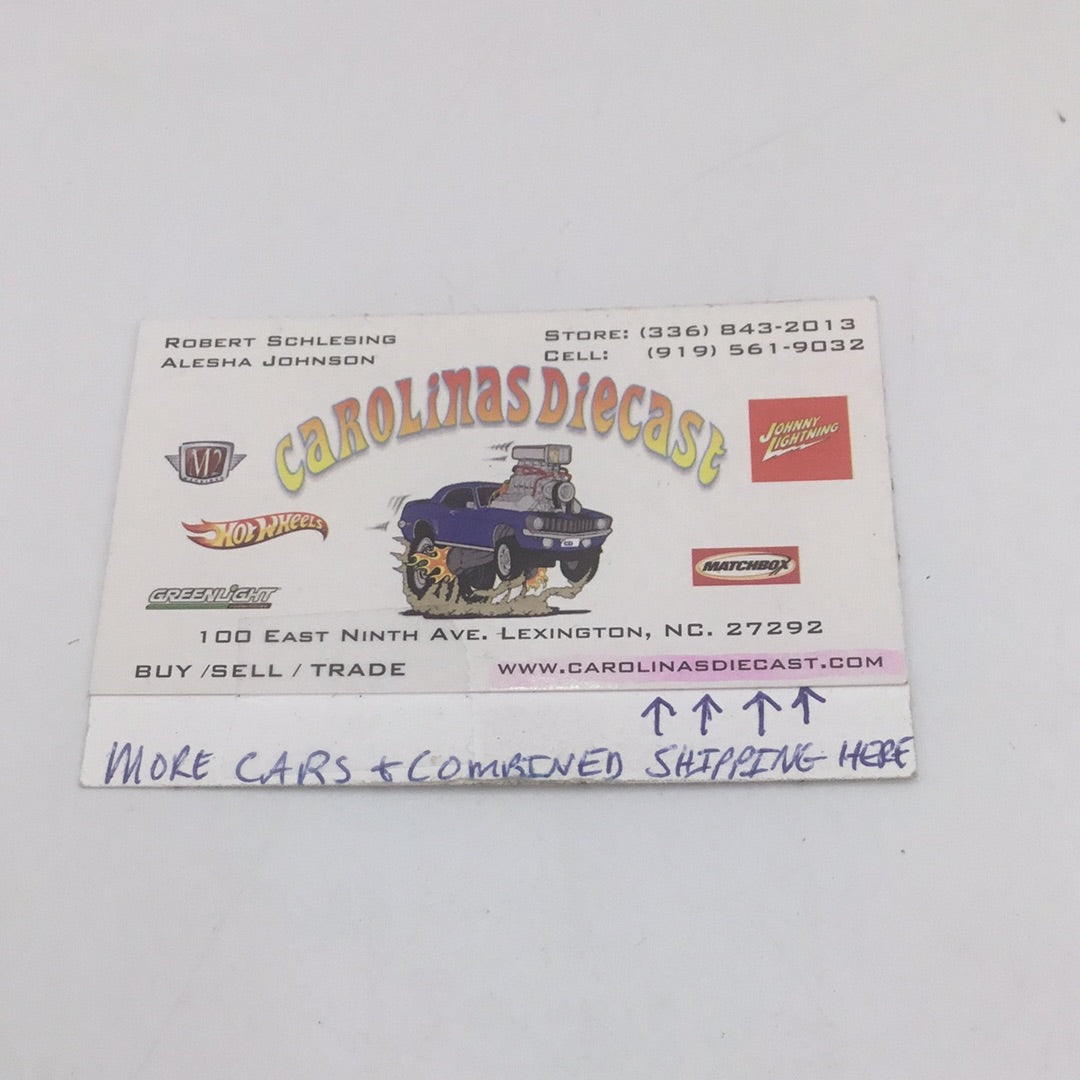 ROBERT SCHLESING
ALESHA JOHNSON
STORE: (336) 843-2013
CELL: (919) 561-9032
CAROLINAS DIECAST
M2
JOHNNY LIGHTNING
HOT WHEELS
MATCHBOX
GREENLIGHT
100 EAST NINTH AVE. LEXINGTON, NC. 27292
BUY /SELL / TRADE
WWW.CAROLINASDIECAST.COM
↑ ↑ ↑ ↑
MORE CARS + COMBINED SHIPPING HERE